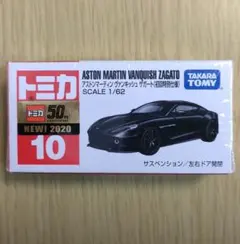 トミカ
50th
NEW! 2020
10
ASTON MARTIN VANQUISH ZAGATO
アストンマーティン ヴァンキッシュ ザガート(初回特別仕様)
SCALE 1/62
TAKARA
TOMY
サスペンション/左右ドア開閉